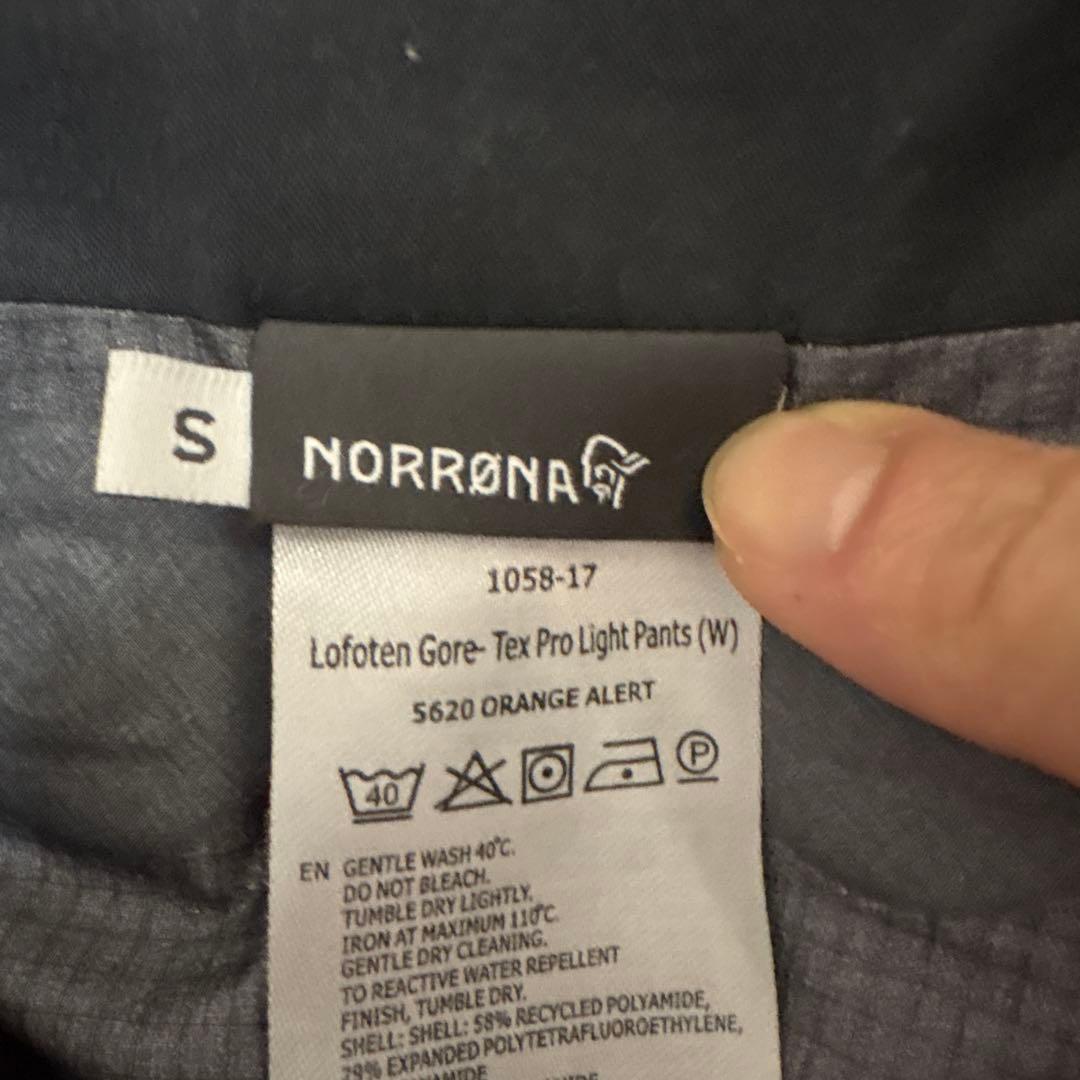 S
NORRØNA
1058-17
Lofoten Gore- Tex Pro Light Pants (W)
5620 ORANGE ALERT
40
P
EN GENTLE WASH 40°C.
DO NOT BLEACH.
TUMBLE DRY LIGHTLY.
IRON AT MAXIMUM 110°C.
GENTLE DRY CLEANING.
TO REACTIVE WATER REPELLENT
FINISH, TUMBLE DRY.
SHELL: SHELL: 58% RECYCLED POLYAMIDE,
29% EXPANDED POLYTETRAFLUOROETHYLENE,